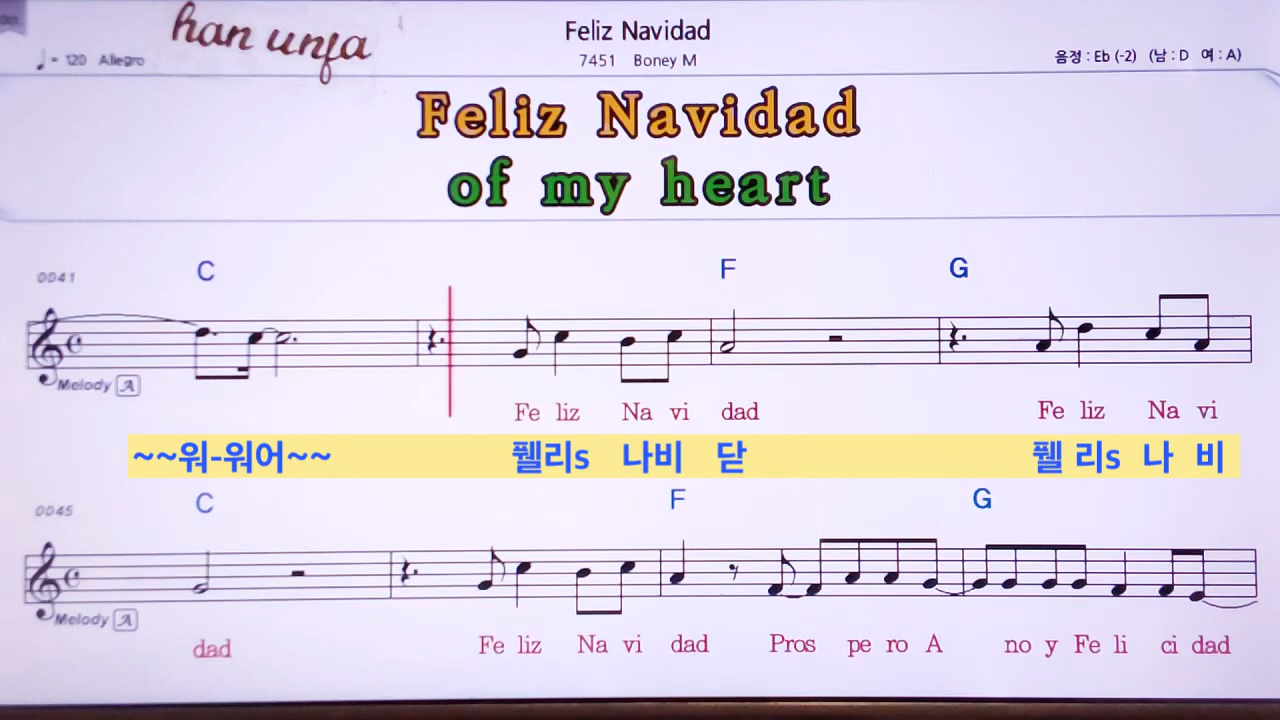 han unfa
Feliz Navidad
7451 Boney M
♩= 120 Allegro
음정 : Eb (-2) (남 : D 여 : A)
Feliz Navidad
of my heart
0041 C F G
Melody A
Fe liz Na vi dad Fe liz Na vi
~~워-워어~~ 펠리s 나비 닫 펠 리s 나 비
0045 C F G
Melody A
dad Fe liz Na vi dad Pros pe ro A no y Fe li ci dad